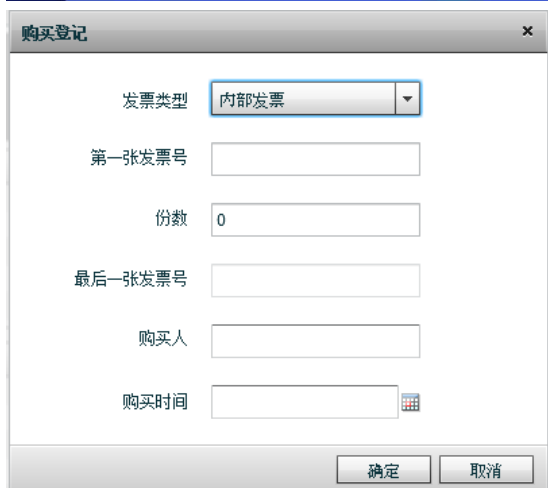 购买登记
发票类型 内部发票
第一张发票号
份数 0
最后一张发票号
购买人
购买时间
确定 取消